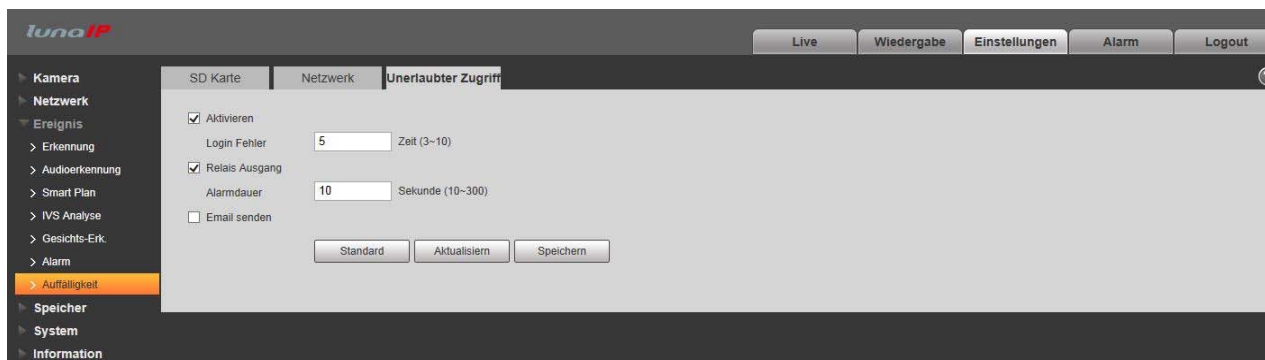 lunaIP
Live Wiedergabe Einstellungen Alarm Logout
Kamera
Netzwerk
Ereignis
> Erkennung
> Audioerkennung
> Smart Plan
> IVS Analyse
> Gesichts-Erk.
> Alarm
> Auffälligkeit
Speicher
System
Information
SD Karte Netzwerk Unerlaubter Zugriff
Aktivieren
Login Fehler 5 Zeit (3~10)
Relais Ausgang
Alarmdauer 10 Sekunde (10~300)
Email senden
Standard Aktualisiern Speichern